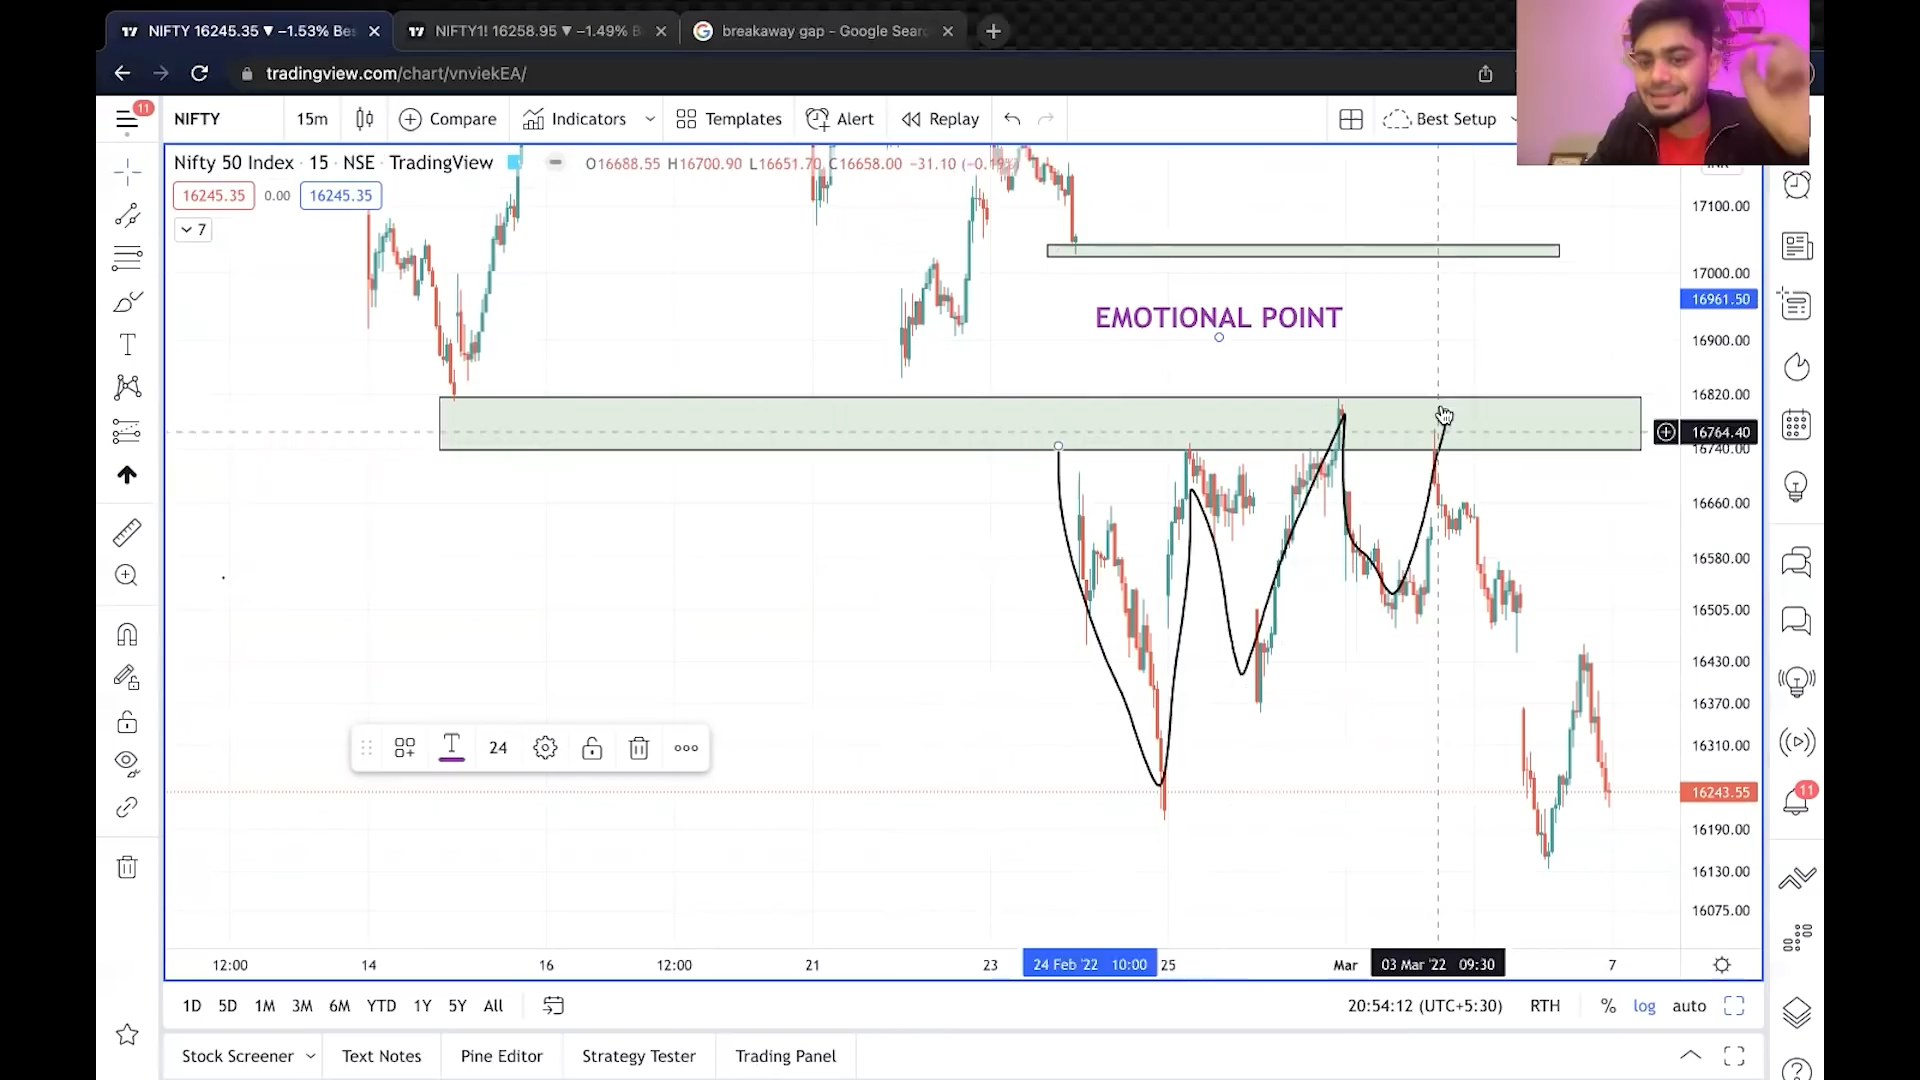 NIFTY 16245.35 ▼ −1.53% Be
NIFTY1! 16258.95 ▼ −1.49% B
breakaway gap - Google Sear
tradingview.com/chart/vnviekEA/
11
NIFTY
15m
Compare
Indicators
Templates
Alert
Replay
Best Setup
Nifty 50 Index · 15 · NSE · TradingView
O16688.55 H16700.90 L16651.70 C16658.00 −31.10 (−0.19%)
16245.35
0.00
16245.35
7
17100.00
17000.00
16961.50
EMOTIONAL POINT
16900.00
16820.00
16764.40
16740.00
16660.00
16580.00
16505.00
16430.00
16370.00
16310.00
24
16243.55
11
16190.00
16130.00
16075.00
12:00
14
16
12:00
21
23
24 Feb '22 10:00
25
Mar
03 Mar '22 09:30
7
1D
5D
1M
3M
6M
YTD
1Y
5Y
All
20:54:12 (UTC+5:30)
RTH
%
log
auto
Stock Screener
Text Notes
Pine Editor
Strategy Tester
Trading Panel